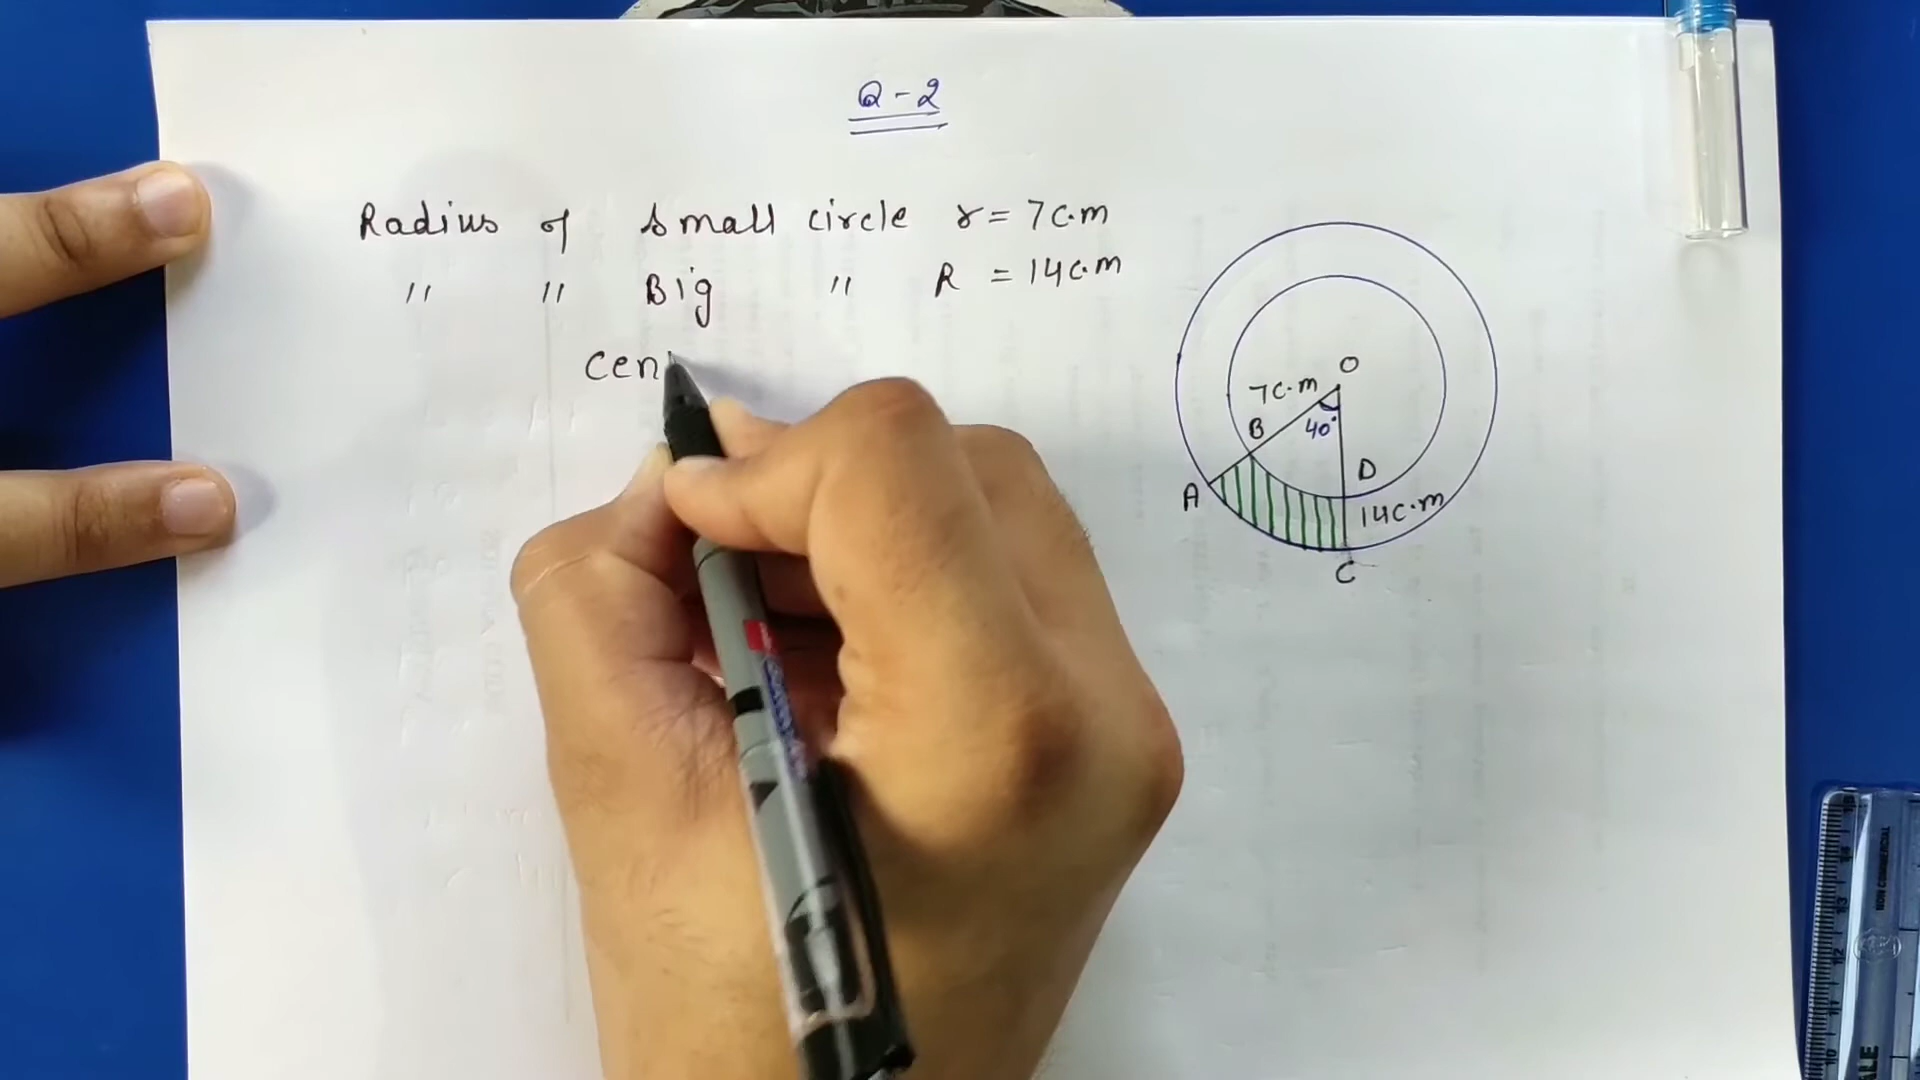 Q-2
Radius of small circle r = 7c.m
" " Big " R = 14c.m
Cen
O
7c.m
B
40°
D
A
14c.m
C